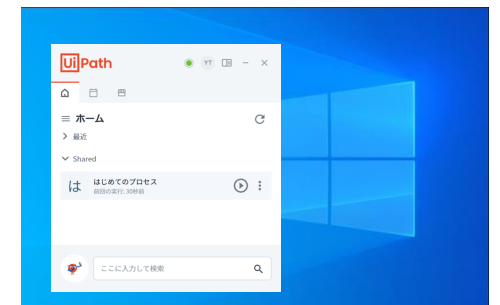 UiPath
YT
ホーム
最近
Shared
は
はじめてのプロセス
前回の実行: 30秒前
ここに入力して検索